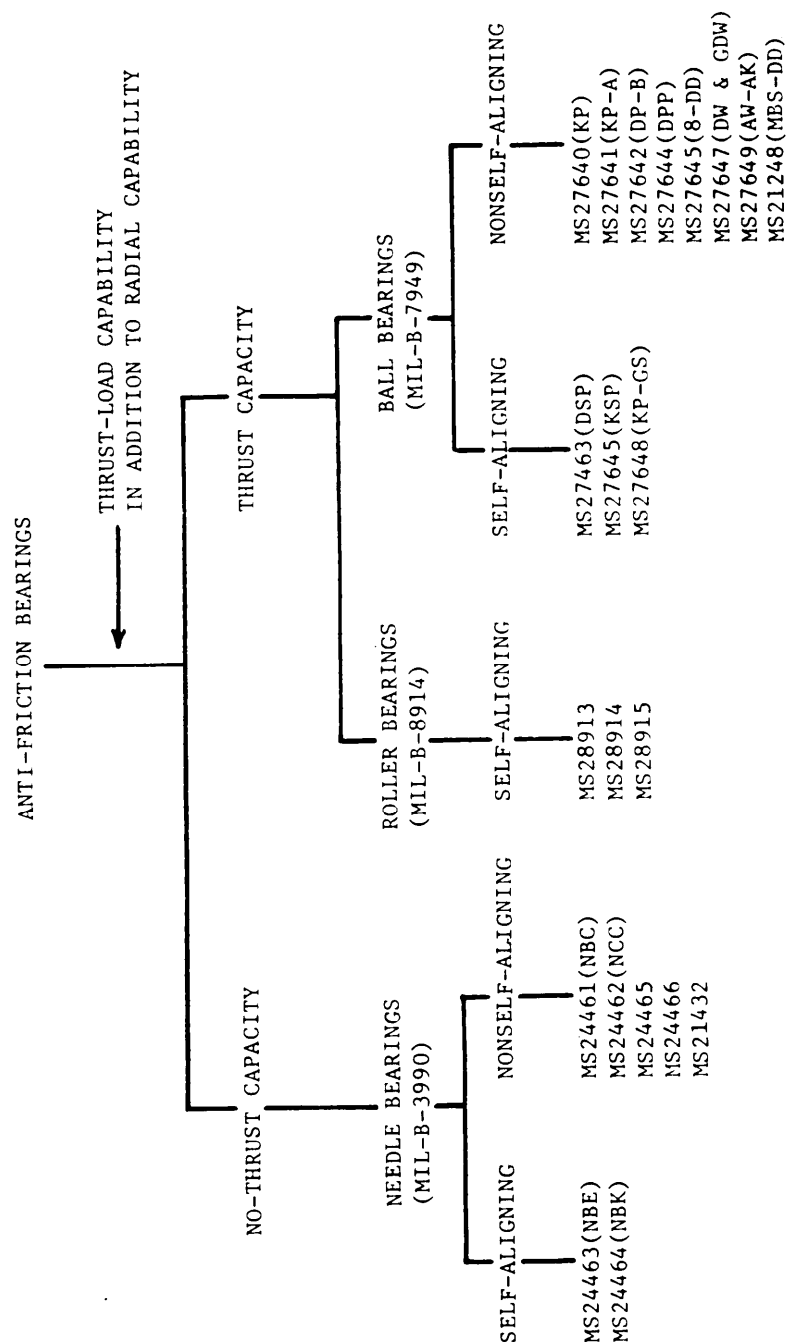 ANTI-FRICTION BEARINGS
THRUST-LOAD CAPABILITY
IN ADDITION TO RADIAL CAPABILITY
NO-THRUST CAPACITY
THRUST CAPACITY
NEEDLE BEARINGS
(MIL-B-3990)
ROLLER BEARINGS
(MIL-B-8914)
BALL BEARINGS
(MIL-B-7949)
SELF-ALIGNING
NONSELF-ALIGNING
SELF-ALIGNING
SELF-ALIGNING
NONSELF-ALIGNING
MS24463(NBE)
MS24464(NBK)
MS24461(NBC)
MS24462(NCC)
MS24465
MS24466
MS21432
MS28913
MS28914
MS28915
MS27463(DSP)
MS27645(KSP)
MS27648(KP-GS)
MS27640(KP)
MS27641(KP-A)
MS27642(DP-B)
MS27644(DPP)
MS27645(8-DD)
MS27647(DW & GDW)
MS27649(AW-AK)
MS21248(MBS-DD)